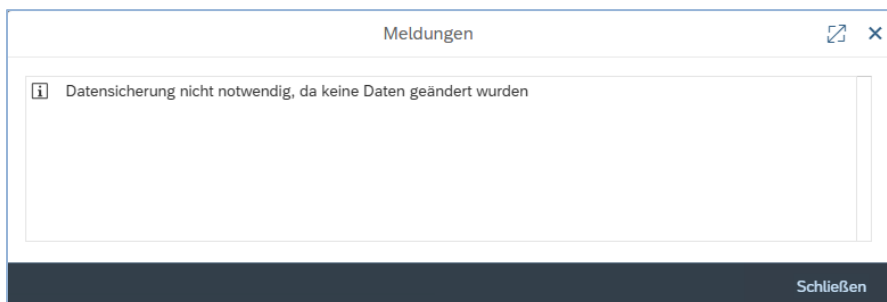 Meldungen
Datensicherung nicht notwendig, da keine Daten geändert wurden
Schließen